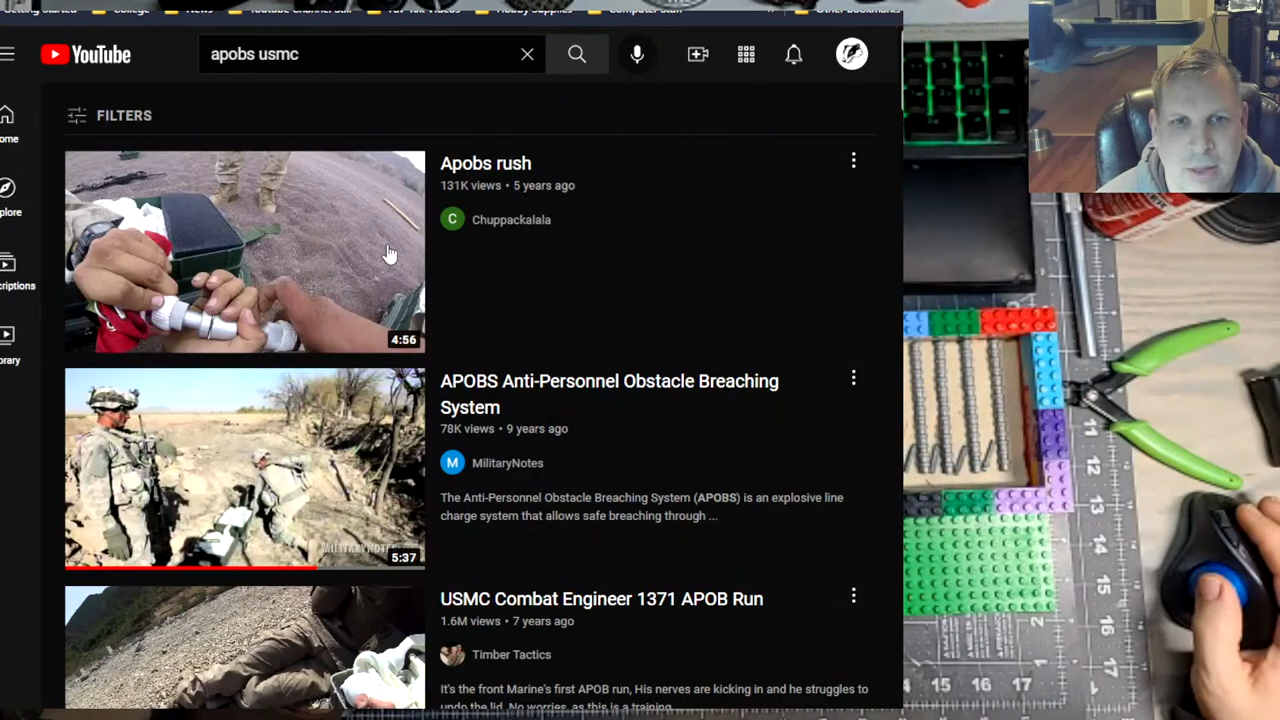 YouTube
apobs usmc
FILTERS
ome
plore
criptions
brary
4:56
Apobs rush
131K views • 5 years ago
C
Chuppackalala
5:37
APOBS Anti-Personnel Obstacle Breaching
System
78K views • 9 years ago
M
MilitaryNotes
The Anti-Personnel Obstacle Breaching System (APOBS) is an explosive line
charge system that allows safe breaching through ...
USMC Combat Engineer 1371 APOB Run
1.6M views • 7 years ago
Timber Tactics
It's the front Marine's first APOB run, His nerves are kicking in and he struggles to
11
12
13
14
15
16
17
15
16
17